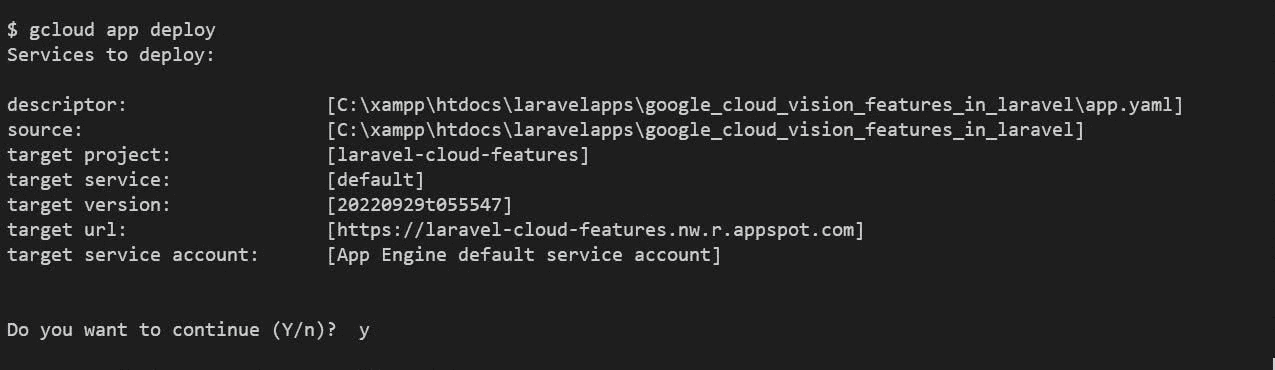 $ gcloud app deploy
Services to deploy:
descriptor: [C:\xampp\htdocs\laravelapps\google_cloud_vision_features_in_laravel\app.yaml]
source: [C:\xampp\htdocs\laravelapps\google_cloud_vision_features_in_laravel]
target project: [laravel-cloud-features]
target service: [default]
target version: [20220929t055547]
target url: [https://laravel-cloud-features.nw.r.appspot.com]
target service account: [App Engine default service account]
Do you want to continue (Y/n)? y